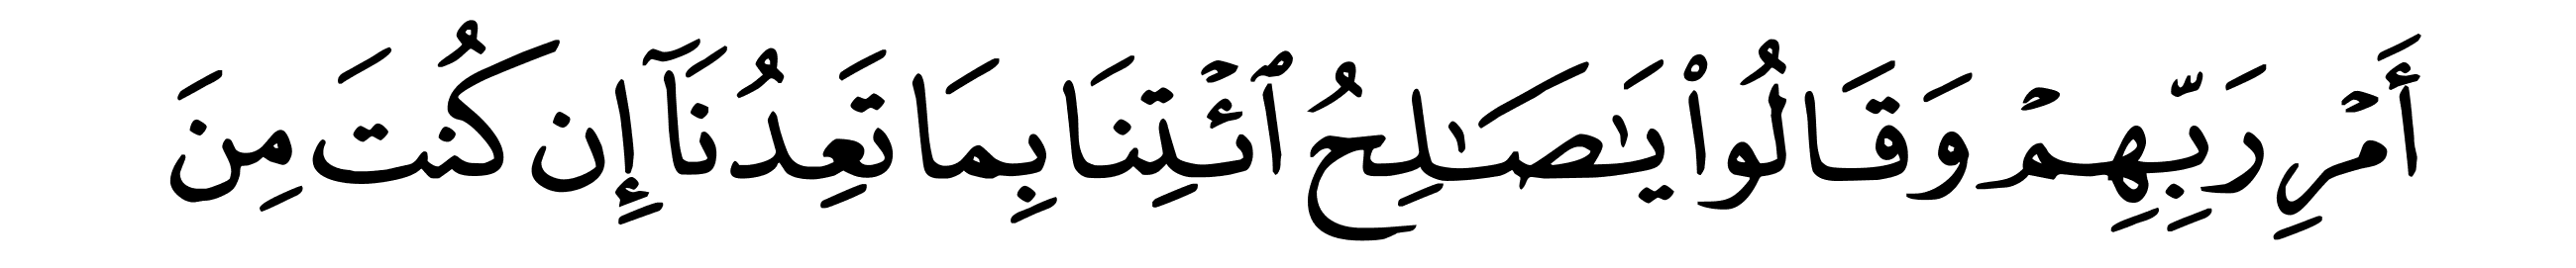 أَمۡرِ رَبِّهِمۡ وَقَالُواْ يَٰصَٰلِحُ ٱئۡتِنَا بِمَا تَعِدُنَآ إِن كُنتَ مِنَ